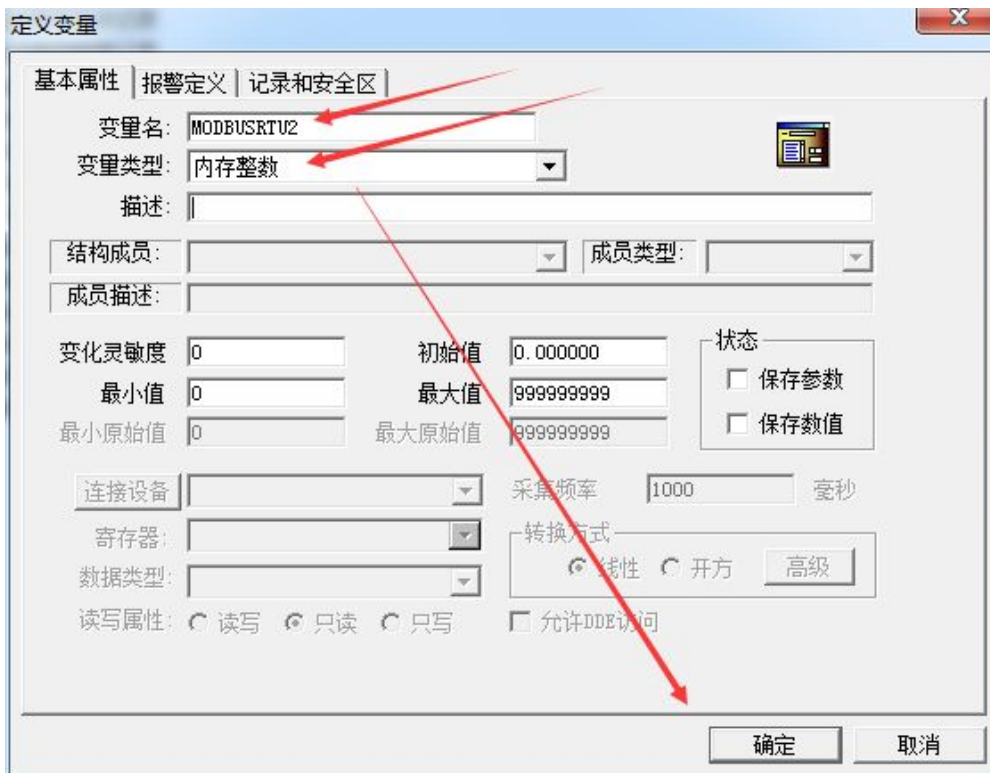 定义变量
基本属性 报警定义 记录和安全区
变量名: MODBUSRTU2
变量类型: 内存整数
描述:
结构成员: 成员类型:
成员描述:
变化灵敏度 0 初始值 0.000000 状态
最小值 0 最大值 999999999 保存参数
最小原始值 0 最大原始值 999999999 保存数值
连接设备 采集频率 1000 毫秒
寄存器: 转换方式
数据类型: 线性 开方 高级
读写属性: 读写 只读 只写 允许DDE访问
确定 取消